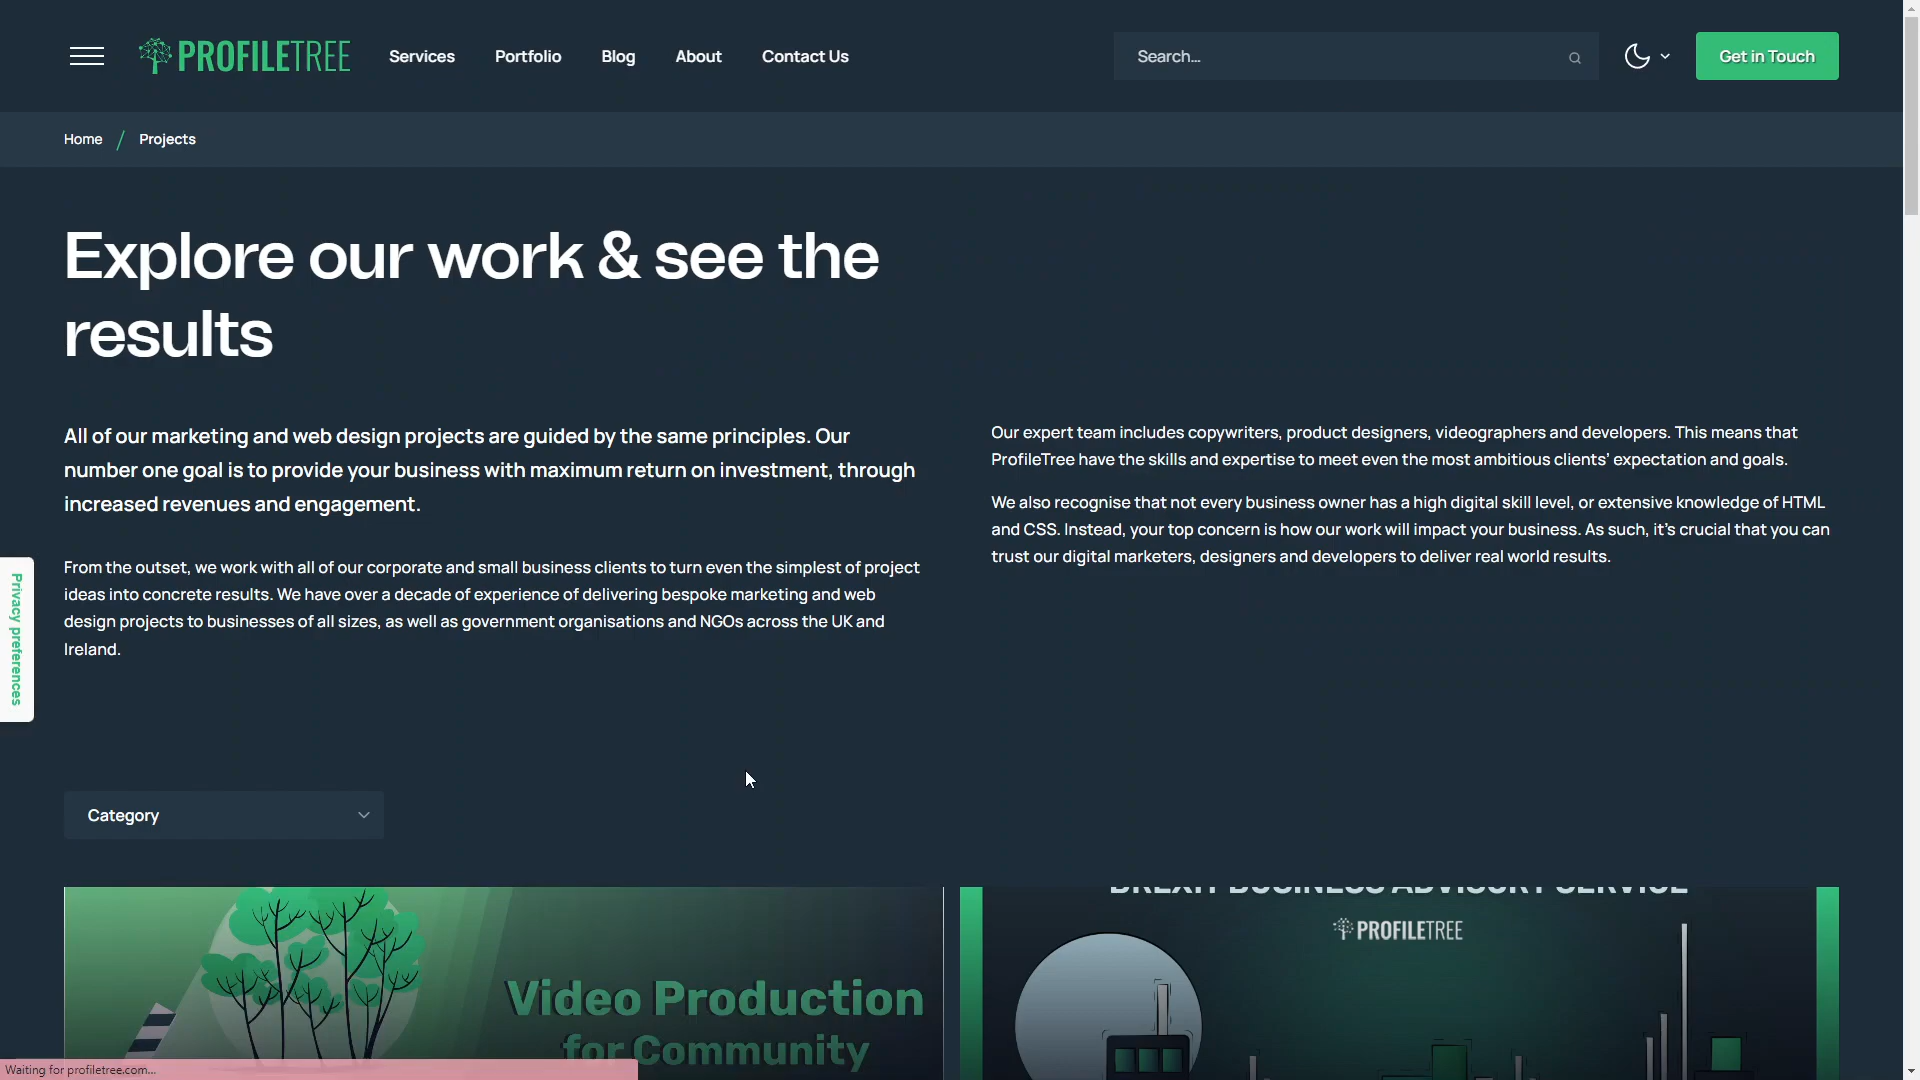 PROFILETREE
Services
Portfolio
Blog
About
Contact Us
Search...
Get in Touch
Home / Projects
Explore our work & see the
results
All of our marketing and web design projects are guided by the same principles. Our
number one goal is to provide your business with maximum return on investment, through
increased revenues and engagement.
From the outset, we work with all of our corporate and small business clients to turn even the simplest of project
ideas into concrete results. We have over a decade of experience of delivering bespoke marketing and web
design projects to businesses of all sizes, as well as government organisations and NGOs across the UK and
Ireland.
Our expert team includes copywriters, product designers, videographers and developers. This means that
ProfileTree have the skills and expertise to meet even the most ambitious clients’ expectation and goals.
We also recognise that not every business owner has a high digital skill level, or extensive knowledge of HTML
and CSS. Instead, your top concern is how our work will impact your business. As such, it’s crucial that you can
trust our digital marketers, designers and developers to deliver real world results.
Privacy preferences
Category
Video Production
for Community
BREXIT BUSINESS ADVISORY SERVICE
PROFILETREE
Waiting for profiletree.com...